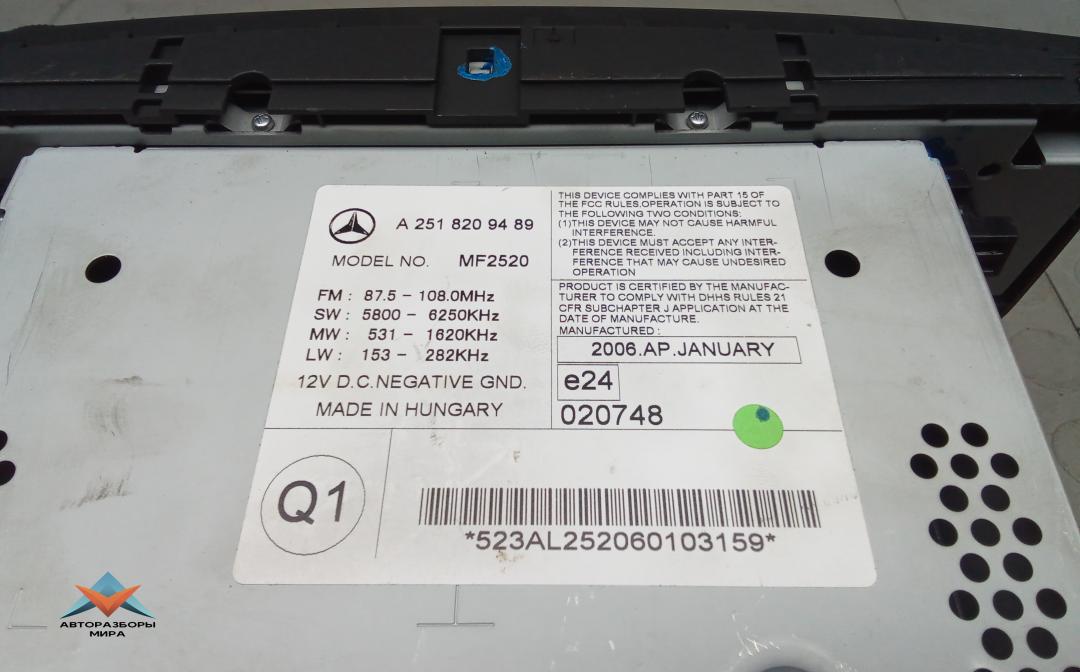 A 251 820 94 89
MODEL NO. MF2520
FM : 87.5 - 108.0MHz
SW : 5800 - 6250KHz
MW : 531 - 1620KHz
LW : 153 - 282KHz
12V D.C.NEGATIVE GND.
MADE IN HUNGARY
THIS DEVICE COMPLIES WITH PART 15 OF
THE FCC RULES,OPERATION IS SUBJECT TO
THE FOLLOWING TWO CONDITIONS:
(1)THIS DEVICE MAY NOT CAUSE HARMFUL
INTERFERENCE.
(2)THIS DEVICE MUST ACCEPT ANY INTER-
FERENCE RECEIVED INCLUDING INTER-
FERENCE THAT MAY CAUSE UNDESIRED
OPERATION
PRODUCT IS CERTIFIED BY THE MANUFAC-
TURER TO COMPLY WITH DHHS RULES 21
CFR SUBCHAPTER J APPLICATION AT THE
DATE OF MANUFACTURE.
MANUFACTURED :
2006.AP.JANUARY
e24
020748
Q1
*523AL252060103159*
АВТОРАЗБОРЫ
МИРА